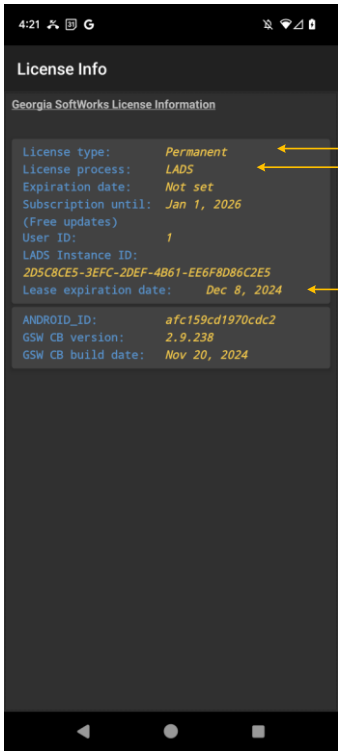 4:21 31 G
License Info
Georgia SoftWorks License Information
License type: Permanent
License process: LADS
Expiration date: Not set
Subscription until: Jan 1, 2026
(Free updates)
User ID: 1
LADS Instance ID:
2D5C8CE5-3EFC-2DEF-4B61-EE6F8D86C2E5
Lease expiration date: Dec 8, 2024
ANDROID_ID: afc159cd1970cdc2
GSW CB version: 2.9.238
GSW CB build date: Nov 20, 2024